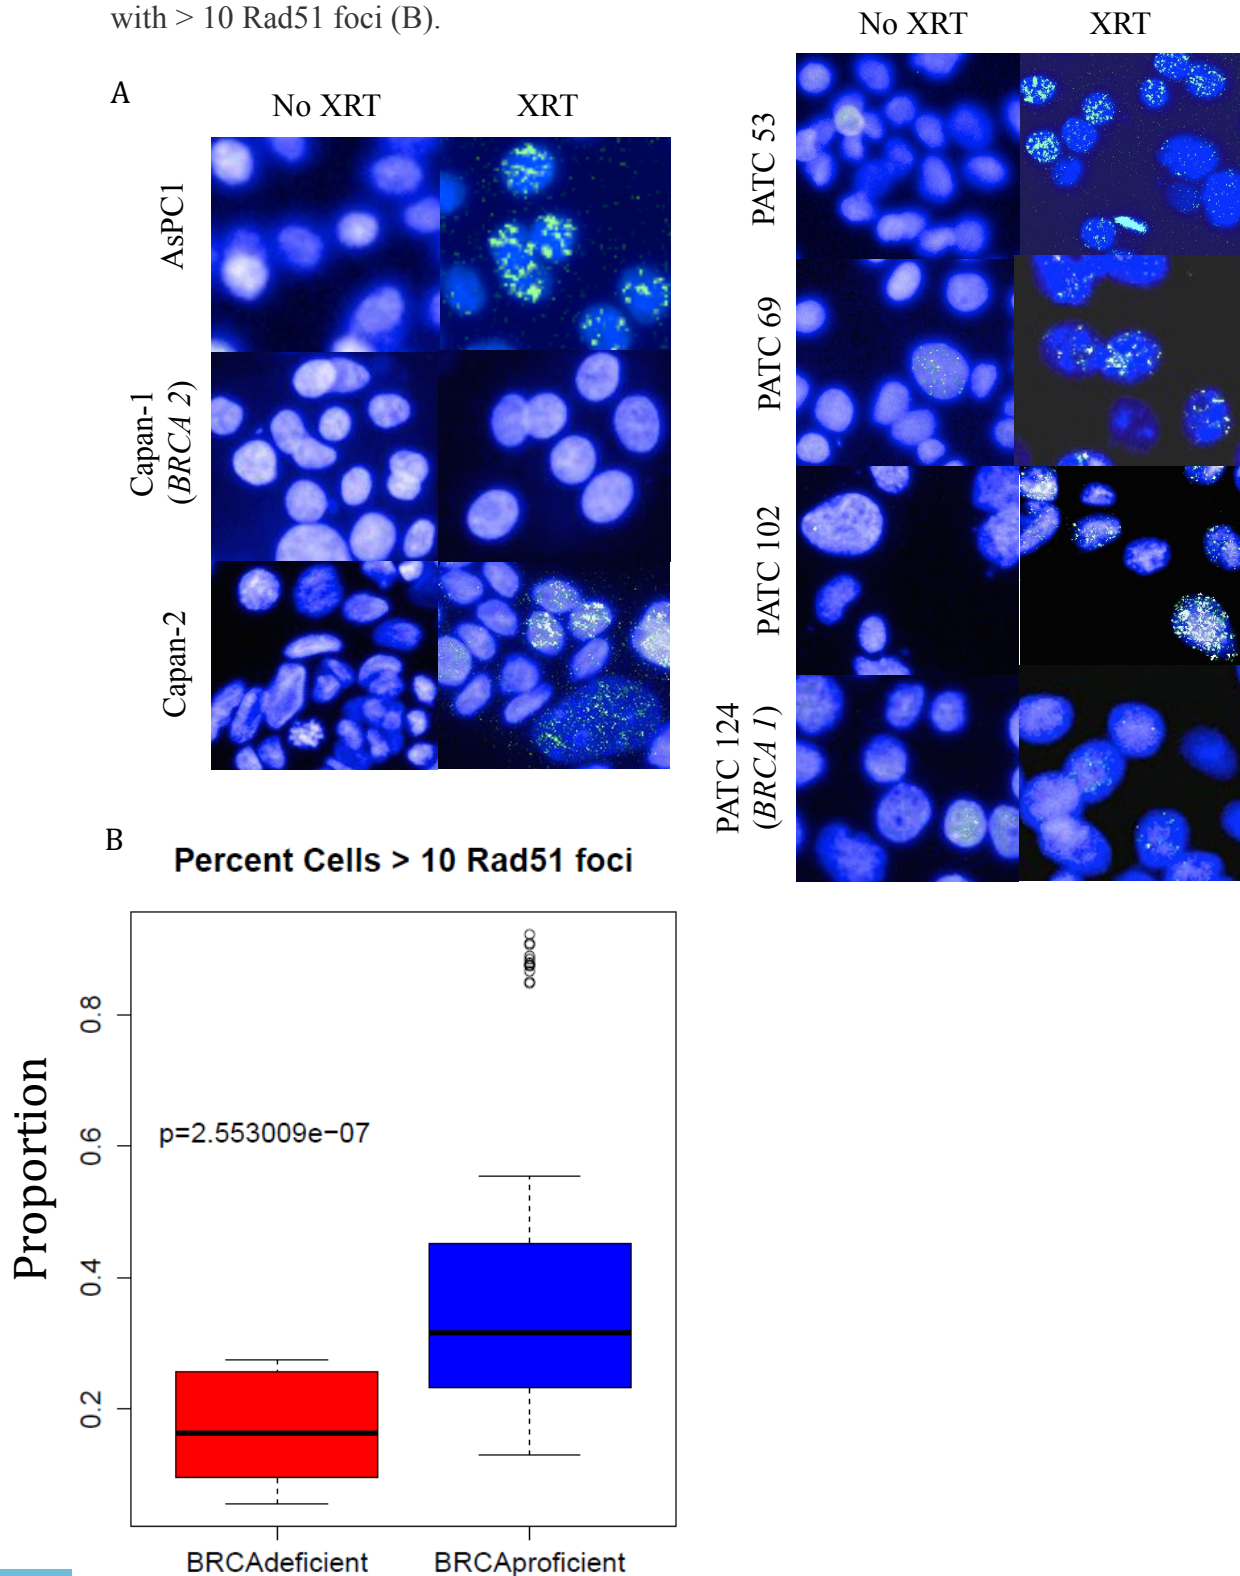 with > 10 Rad51 foci (B).
A
No XRT XRT
AsPC1
Capan-1
(BRCA 2)
Capan-2
No XRT XRT
PATC 53
PATC 69
PATC 102
PATC 124
(BRCA 1)
B
Percent Cells > 10 Rad51 foci
Proportion
0.8
0.6
0.4
0.2
p=2.553009e−07
BRCAdeficient BRCAproficient